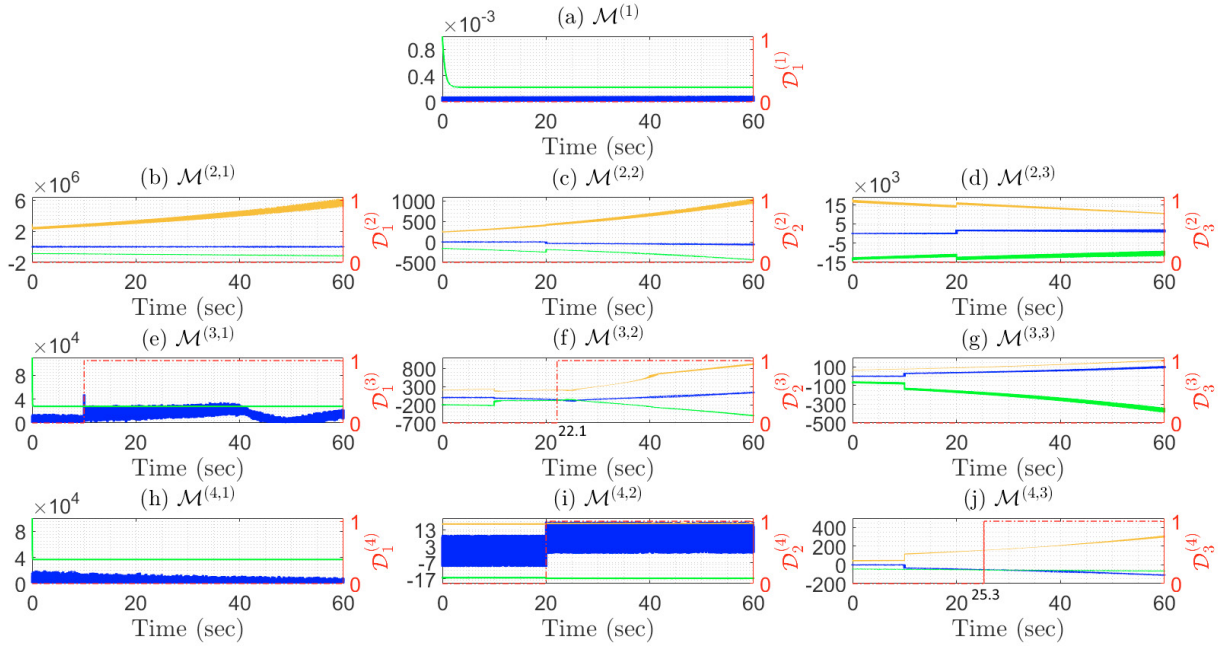 (a) M^(1)
×10^-3
0.8
0.4
0
1
0
D_1^(1)
0 20 40 60
Time (sec)
(b) M^(2,1)
×10^6
6
2
-2
1
0
D_1^(2)
0 20 40 60
Time (sec)
(c) M^(2,2)
1000
500
0
-500
1
0
D_2^(2)
0 20 40 60
Time (sec)
(d) M^(2,3)
×10^3
15
5
-5
-15
1
0
D_3^(2)
0 20 40 60
Time (sec)
(e) M^(3,1)
×10^4
8
4
0
1
0
D_1^(3)
0 20 40 60
Time (sec)
(f) M^(3,2)
800
300
-200
-700
1
0
D_2^(3)
22.1
0 20 40 60
Time (sec)
(g) M^(3,3)
100
-100
-300
-500
1
0
D_3^(3)
0 20 40 60
Time (sec)
(h) M^(4,1)
×10^4
8
4
0
1
0
D_1^(4)
0 20 40 60
Time (sec)
(i) M^(4,2)
13
3
-7
-17
1
0
D_2^(4)
0 20 40 60
Time (sec)
(j) M^(4,3)
400
200
0
-200
1
0
D_3^(4)
25.3
0 20 40 60
Time (sec)